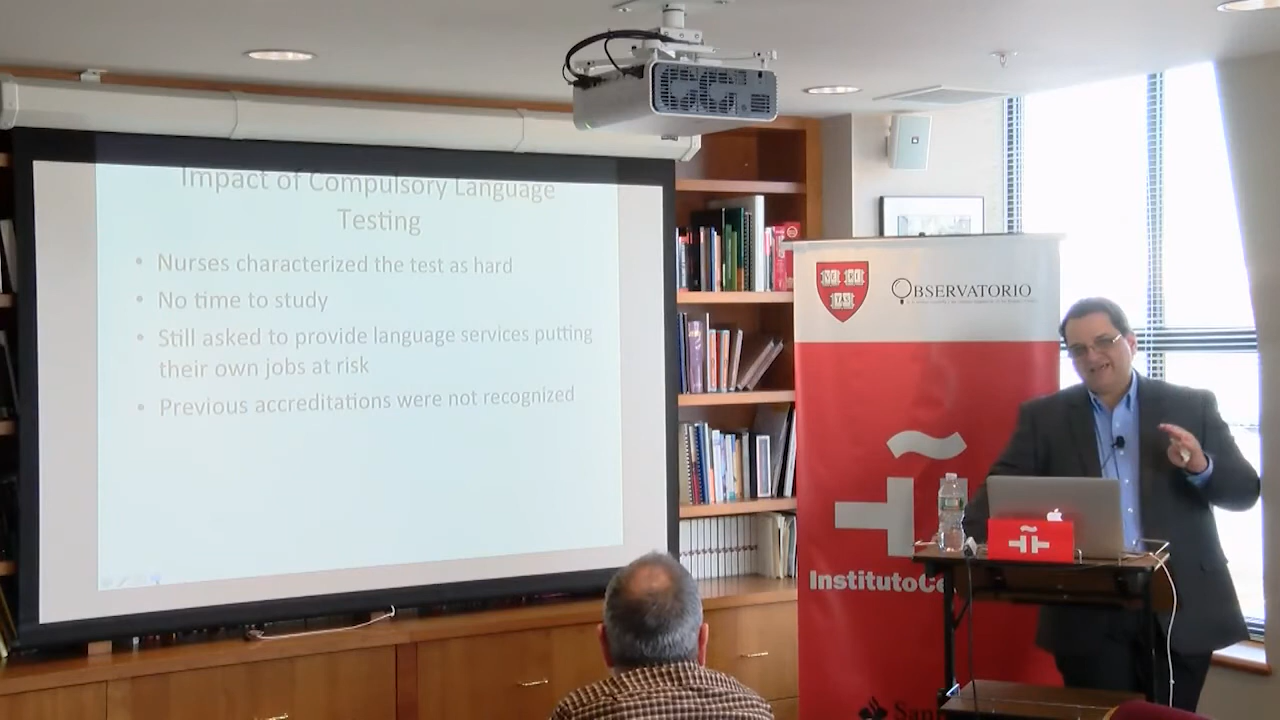 Impact of Compulsory Language
Testing
• Nurses characterized the test as hard
• No time to study
• Still asked to provide language services putting
their own jobs at risk
• Previous accreditations were not recognized
OBSERVATORIO
InstitutoCe
San